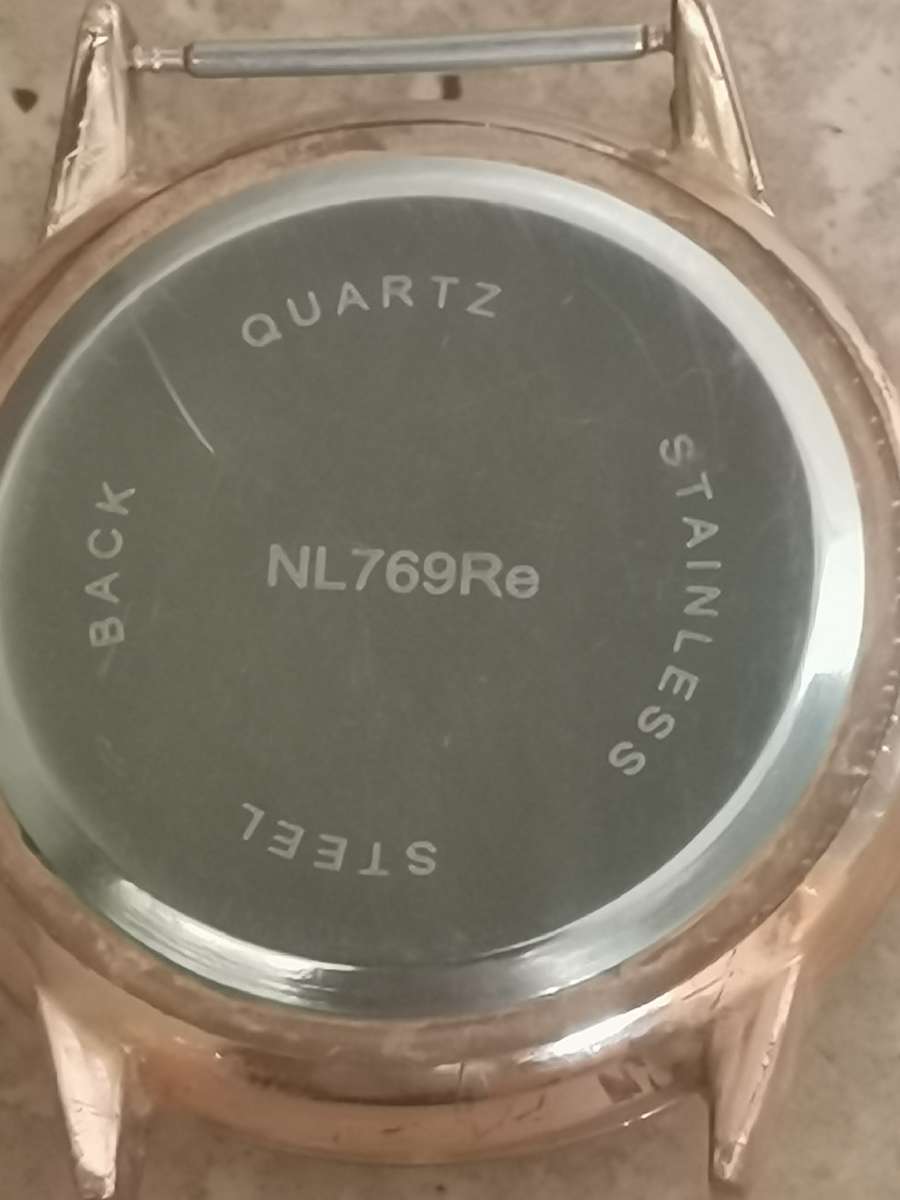 QUARTZ
STAINLESS
STEEL
BACK
NL769Re